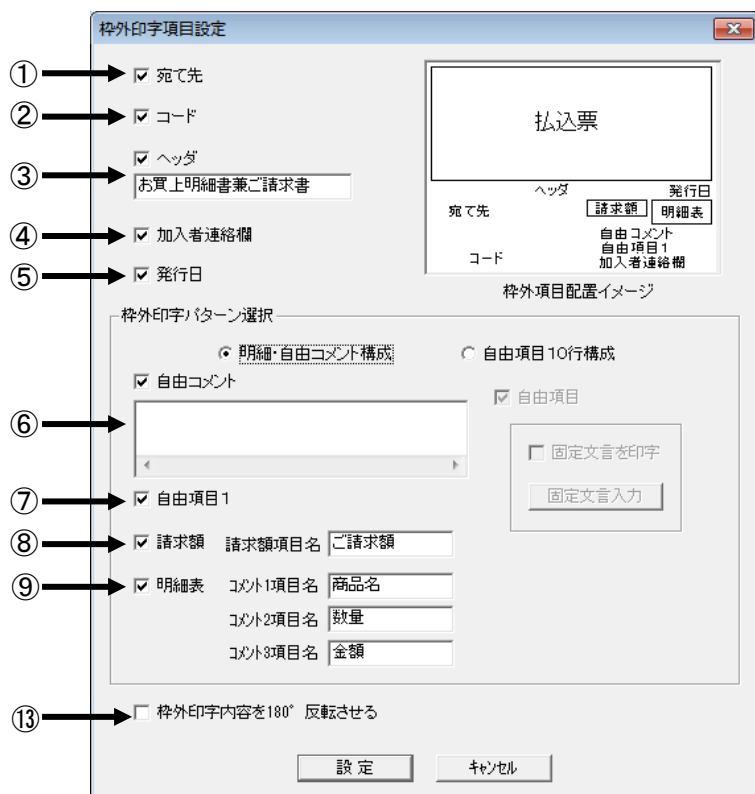 枠外印字項目設定
① 宛て先
払込票
② コード
③ ヘッダ
お買上明細書兼ご請求書
ヘッダ 発行日
宛て先 請求額 明細表
自由コメント
自由項目1
コード 加入者連絡欄
④ 加入者連絡欄
⑤ 発行日
枠外項目配置イメージ
枠外印字パターン選択
明細・自由コメント構成 自由項目10行構成
自由コメント
自由項目
⑥
固定文言を印字
固定文言入力
⑦ 自由項目1
⑧ 請求額 請求額項目名 ご請求額
⑨ 明細表 コメント1項目名 商品名
コメント2項目名 数量
コメント3項目名 金額
⑬ 枠外印字内容を180°反転させる
設定 キャンセル